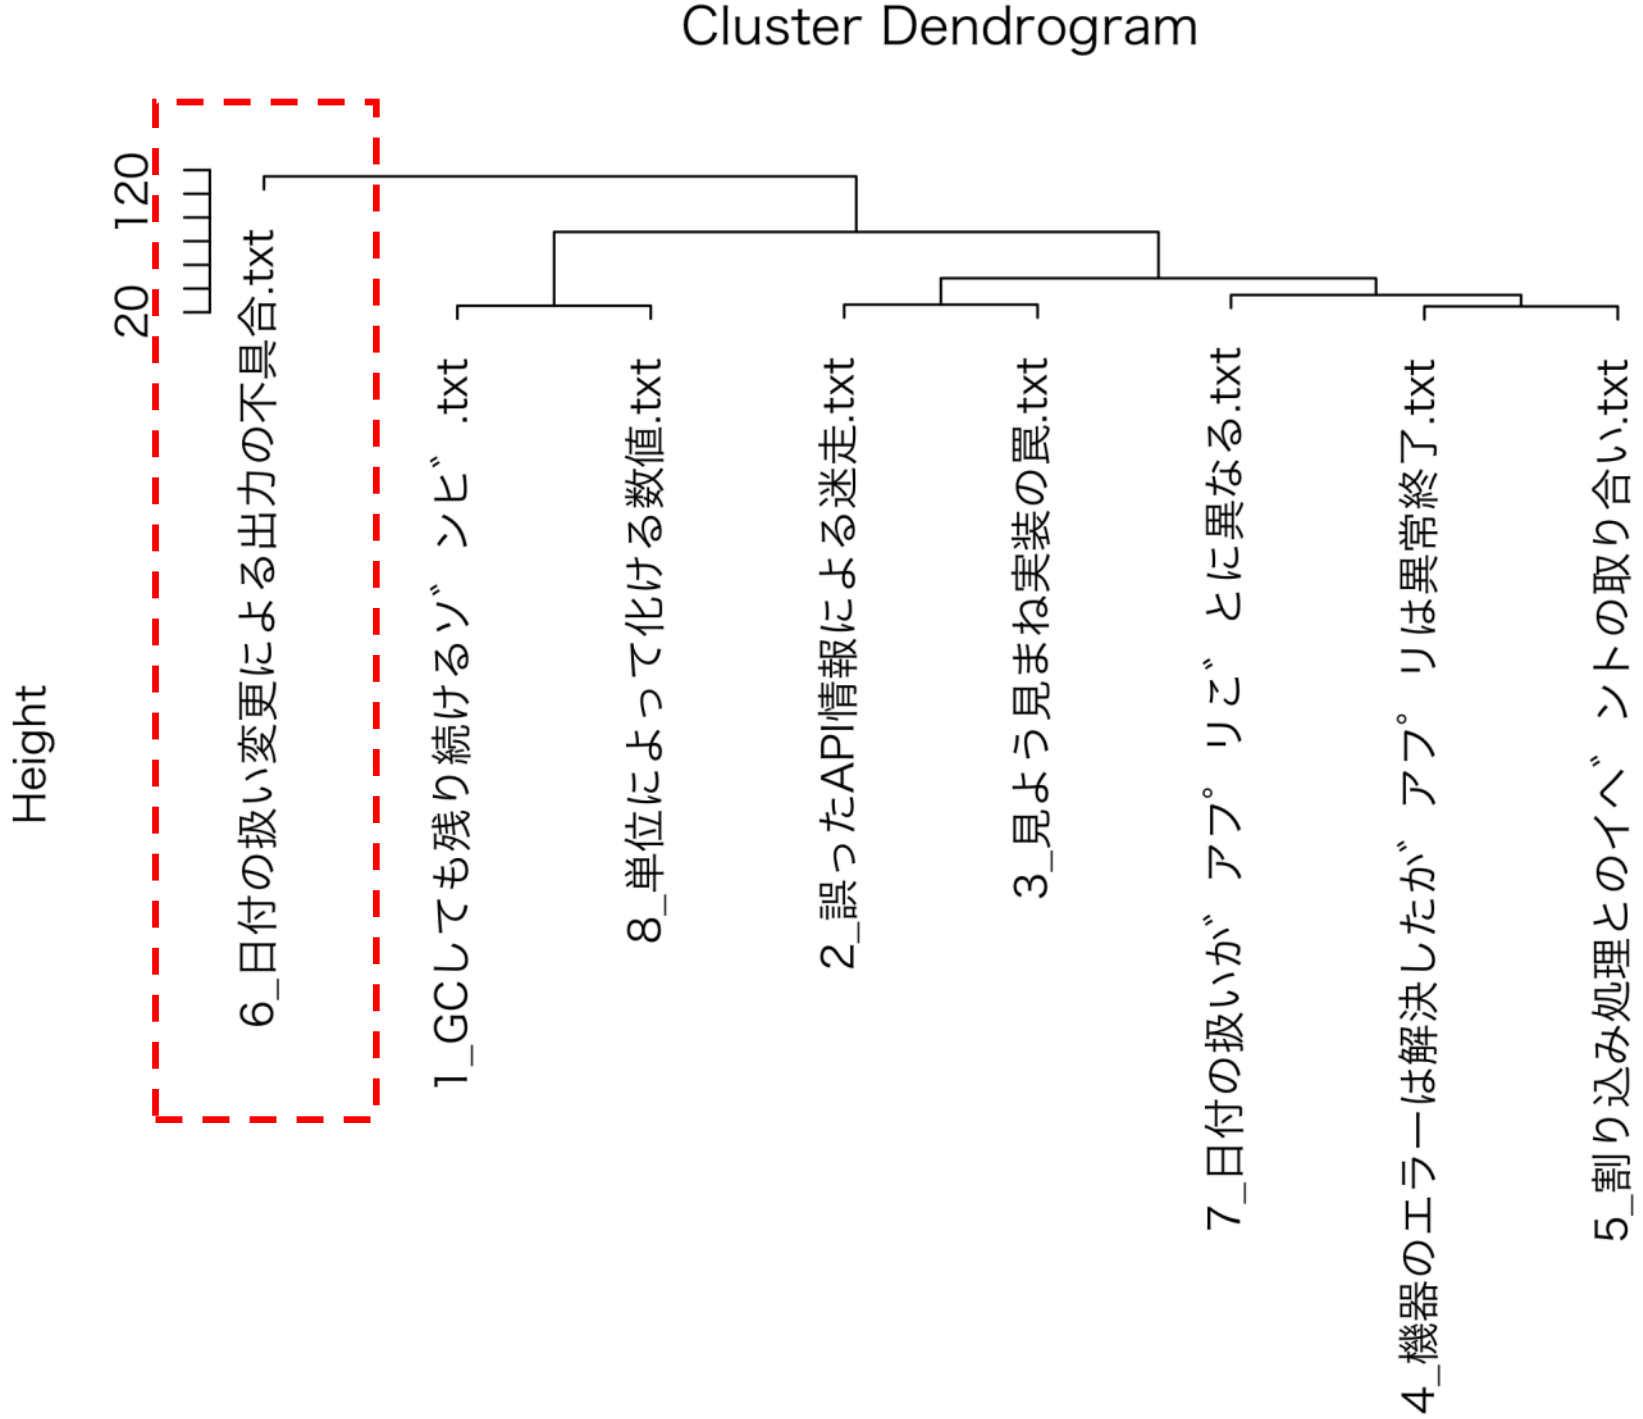 Cluster Dendrogram
Height
120
20
6_日付の扱い変更による出力の不具合.txt
1_GCしても残り続けるゾンビ.txt
8_単位によって化ける数値.txt
2_誤ったAPI情報による迷走.txt
3_見よう見まね実装の罠.txt
7_日付の扱いがアプリごとに異なる.txt
4_機器のエラーは解決したがアプリは異常終了.txt
5_割り込み処理とのイベントの取り合い.txt